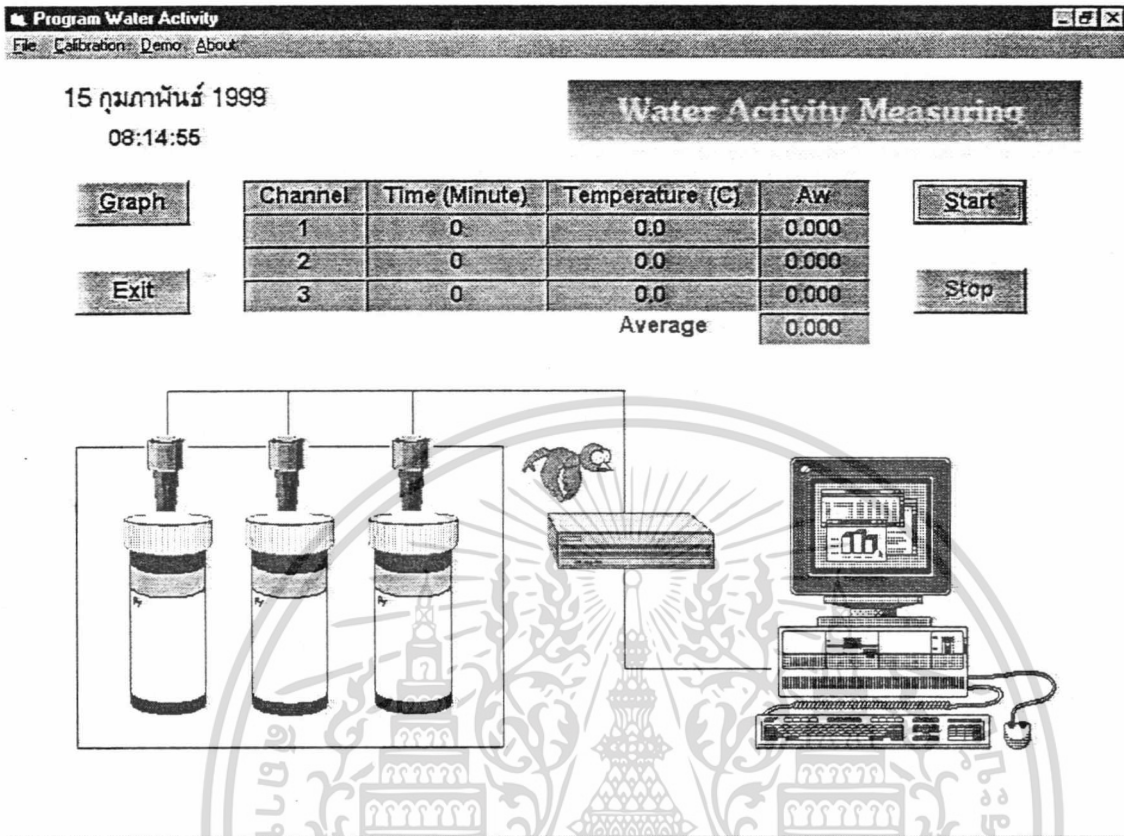 Program Water Activity
File Calibration Demo About
15 กุมภาพันธ์ 1999
08:14:55
Water Activity Measuring
Graph
Exit
Channel Time (Minute) Temperature (C) Aw
1 0 0.0 0.000
2 0 0.0 0.000
3 0 0.0 0.000
Average 0.000
Start
Stop